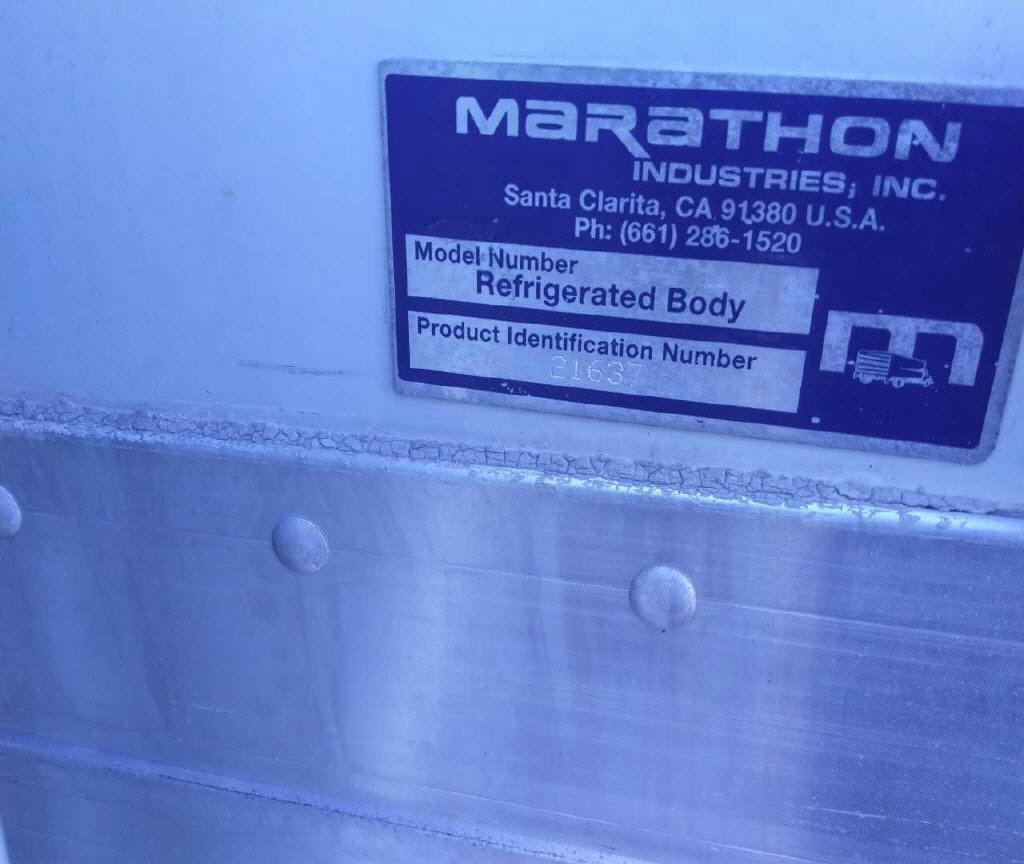 MaRaTHON
INDUSTRIES, INC.
Santa Clarita, CA 91380 U.S.A.
Ph: (661) 286-1520
Model Number
Refrigerated Body
Product Identification Number
21637
m